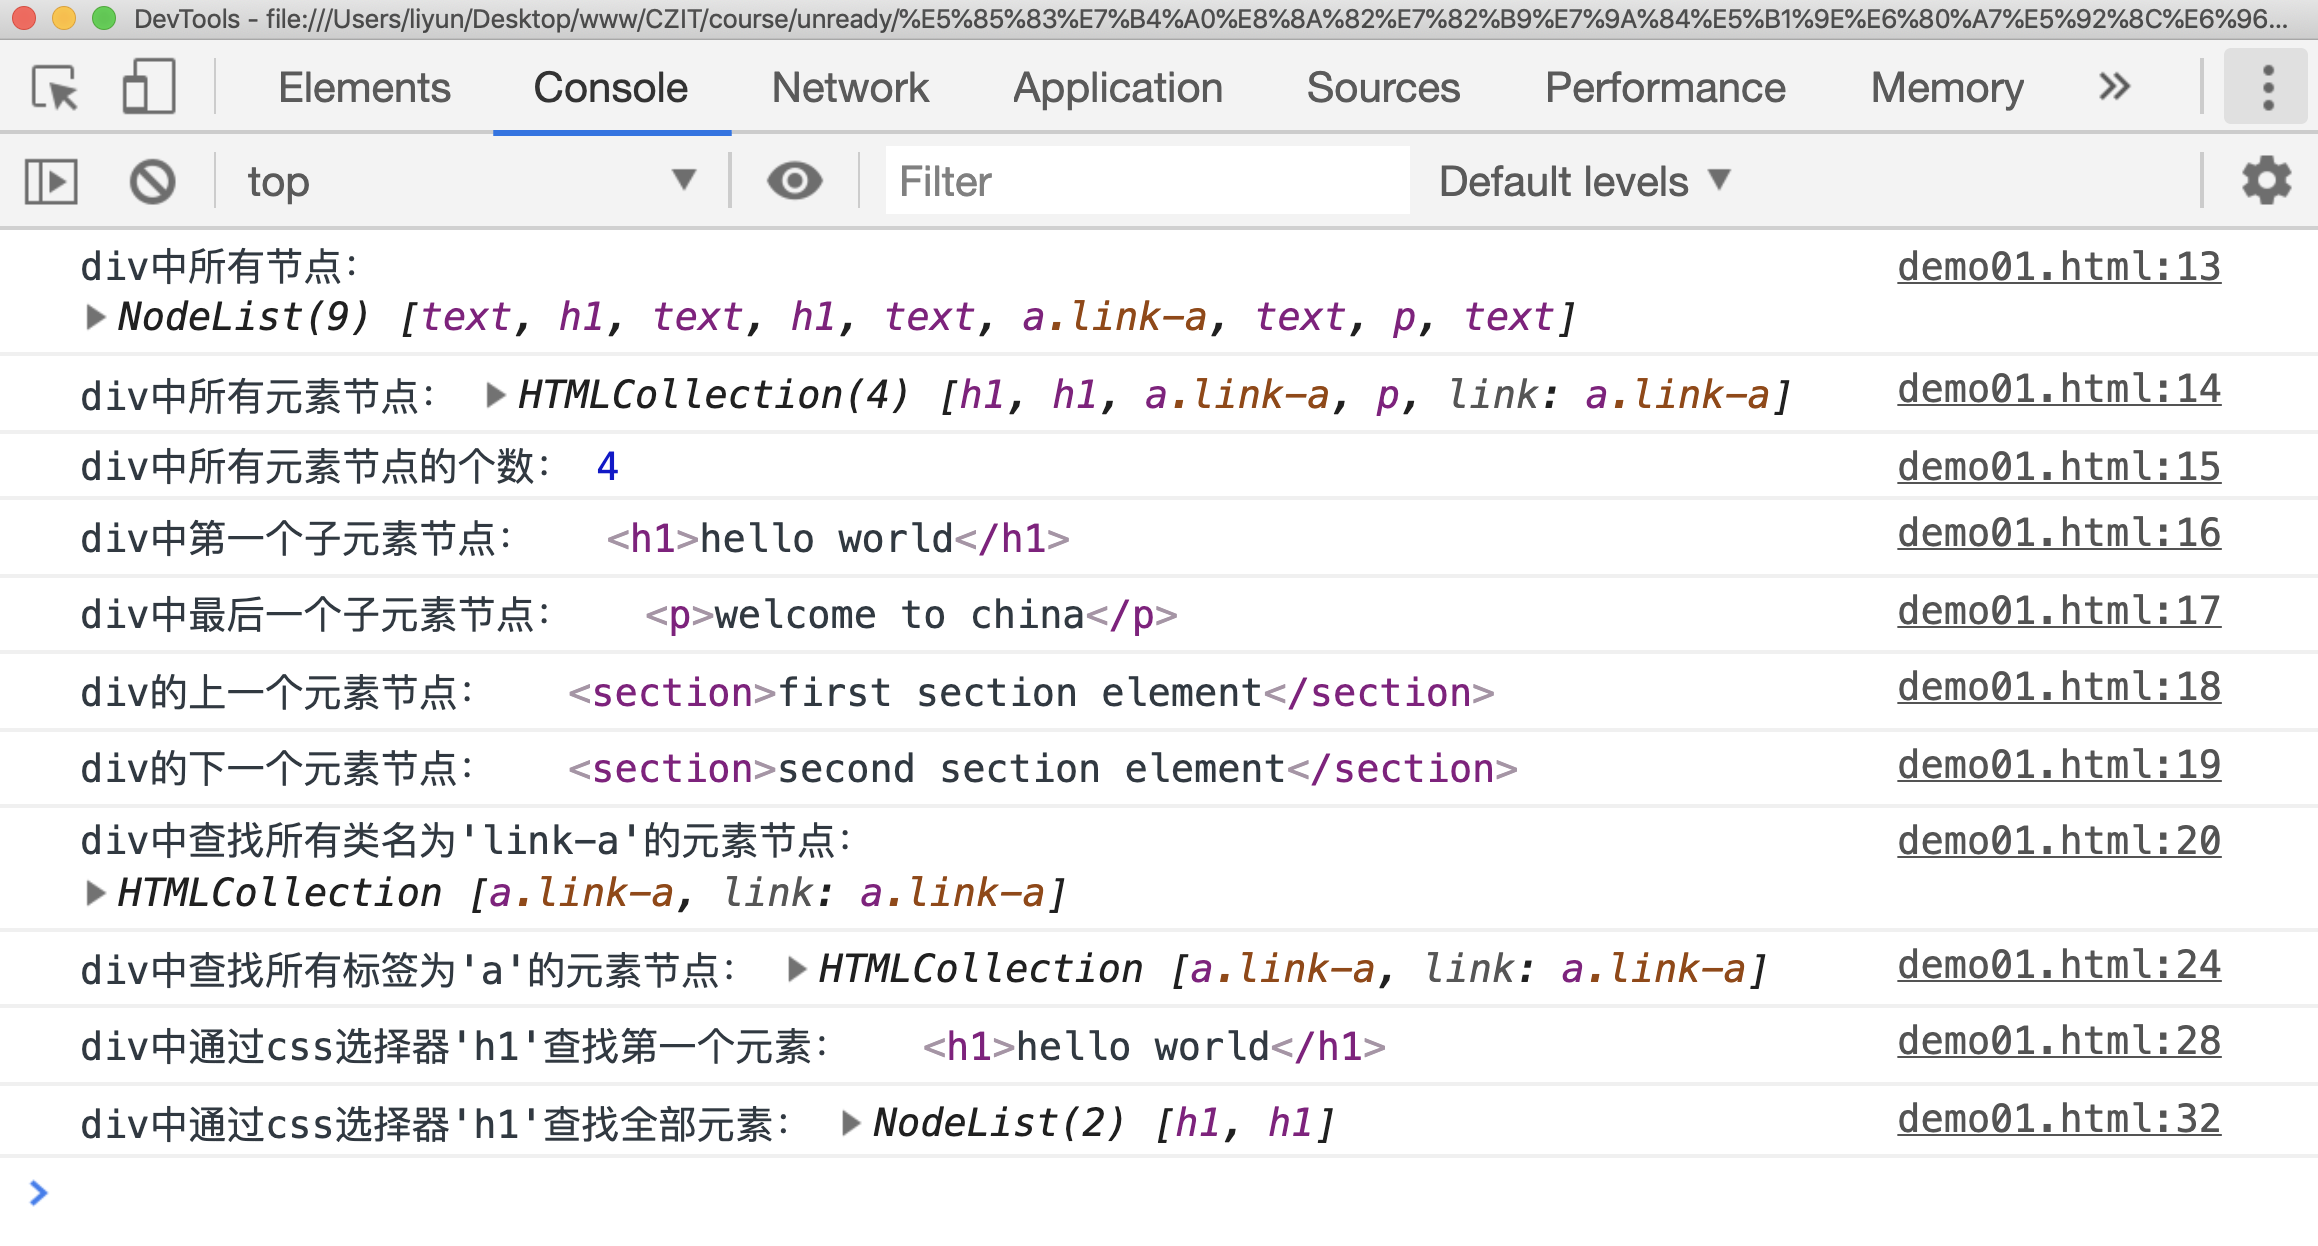 DevTools - file:///Users/liyun/Desktop/www/CZIT/course/unready/%E5%85%83%E7%B4%A0%E8%8A%82%E7%82%B9%E7%9A%84%E5%B1%9E%E6%80%A7%E5%92%8C%E6%96...
Elements Console Network Application Sources Performance Memory »
top ▼ Filter Default levels ▼
div中所有节点: demo01.html:13
▶NodeList(9) [text, h1, text, h1, text, a.link-a, text, p, text]
div中所有元素节点: ▶HTMLCollection(4) [h1, h1, a.link-a, p, link: a.link-a] demo01.html:14
div中所有元素节点的个数: 4 demo01.html:15
div中第一个子元素节点: <h1>hello world</h1> demo01.html:16
div中最后一个子元素节点: <p>welcome to china</p> demo01.html:17
div的上一个元素节点: <section>first section element</section> demo01.html:18
div的下一个元素节点: <section>second section element</section> demo01.html:19
div中查找所有类名为'link-a'的元素节点: demo01.html:20
▶HTMLCollection [a.link-a, link: a.link-a]
div中查找所有标签为'a'的元素节点: ▶HTMLCollection [a.link-a, link: a.link-a] demo01.html:24
div中通过css选择器'h1'查找第一个元素: <h1>hello world</h1> demo01.html:28
div中通过css选择器'h1'查找全部元素: ▶NodeList(2) [h1, h1] demo01.html:32
>